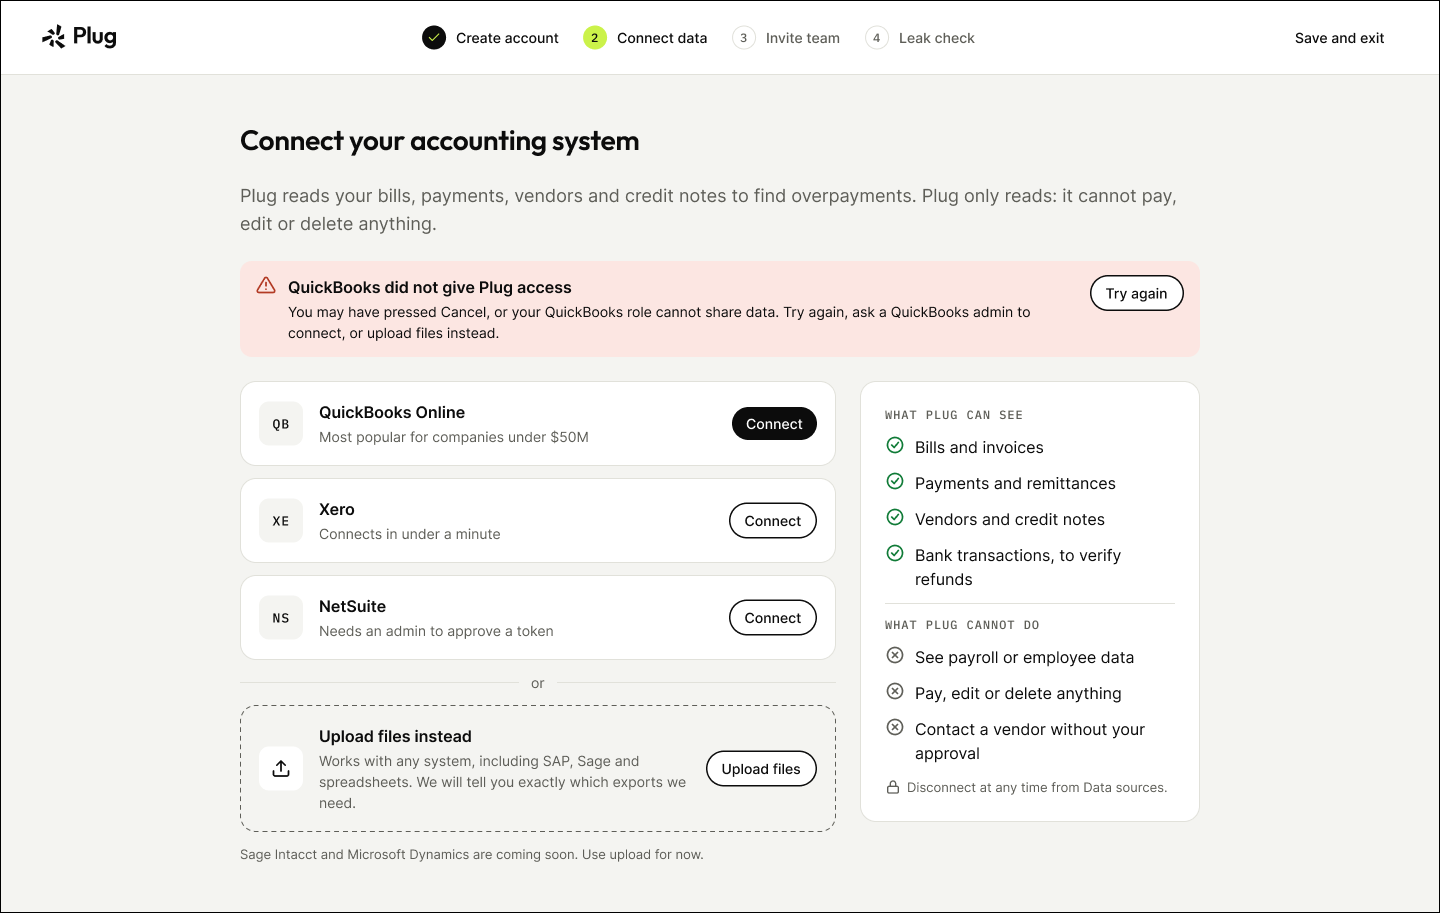 Plug
Create account
2 Connect data
3 Invite team
4 Leak check
Save and exit
Connect your accounting system
Plug reads your bills, payments, vendors and credit notes to find overpayments. Plug only reads: it cannot pay,
edit or delete anything.
QuickBooks did not give Plug access
You may have pressed Cancel, or your QuickBooks role cannot share data. Try again, ask a QuickBooks admin to
connect, or upload files instead.
Try again
QB
QuickBooks Online
Most popular for companies under $50M
Connect
XE
Xero
Connects in under a minute
Connect
NS
NetSuite
Needs an admin to approve a token
Connect
or
Upload files instead
Works with any system, including SAP, Sage and
spreadsheets. We will tell you exactly which exports we
need.
Upload files
Sage Intacct and Microsoft Dynamics are coming soon. Use upload for now.
WHAT PLUG CAN SEE
Bills and invoices
Payments and remittances
Vendors and credit notes
Bank transactions, to verify
refunds
WHAT PLUG CANNOT DO
See payroll or employee data
Pay, edit or delete anything
Contact a vendor without your
approval
Disconnect at any time from Data sources.